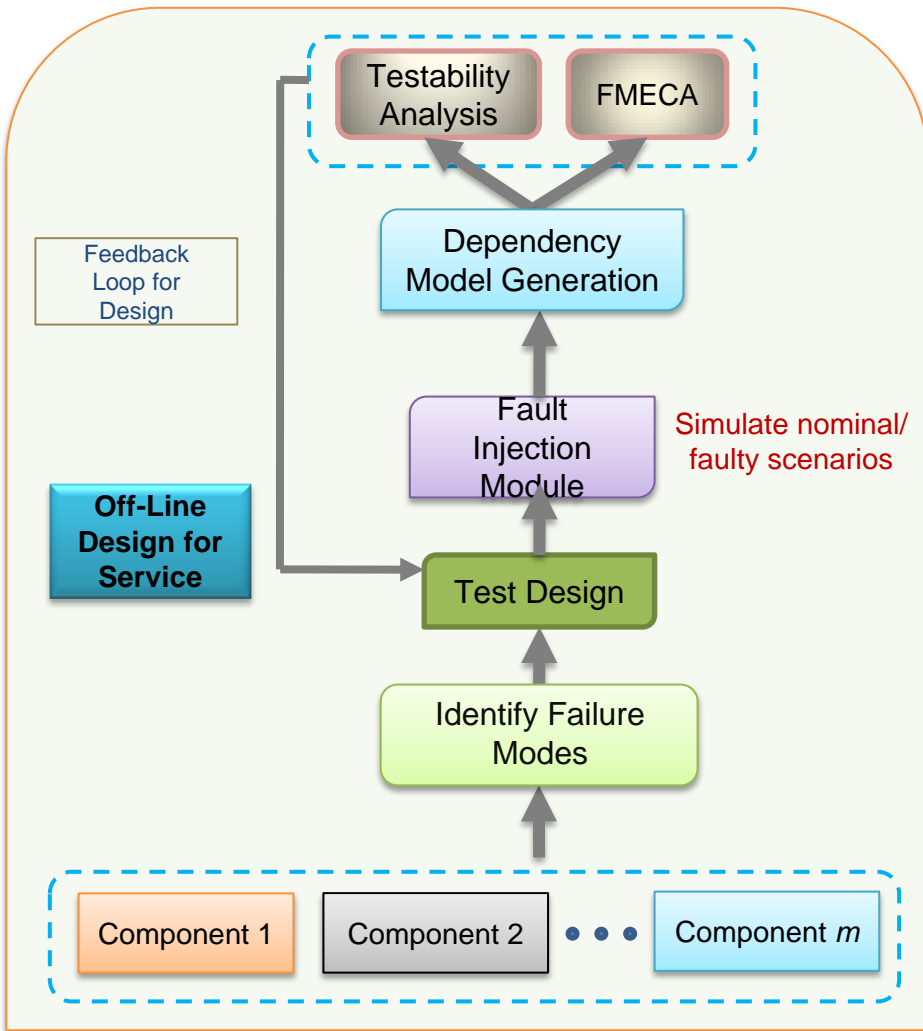 Testability
Analysis
FMECA
Dependency
Model Generation
Feedback
Loop for
Design
Fault
Injection
Module
Simulate nominal/
faulty scenarios
Off-Line
Design for
Service
Test Design
Identify Failure
Modes
Component 1
Component 2
Component m